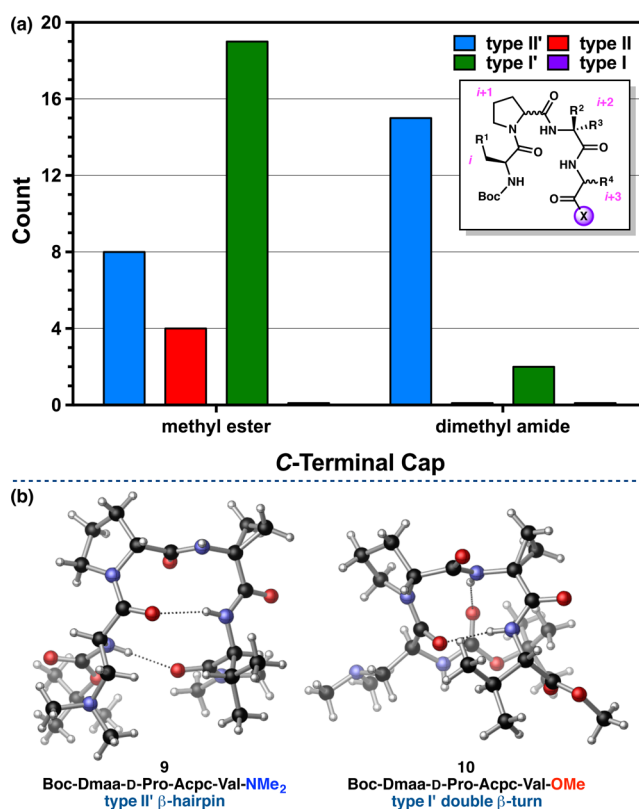 (a)
20
16
12
8
4
0
Count
type II' type II
type I' type I
i+1
O
R²
i+2
N
HN
R³
R¹
O
O
i
HN
R⁴
Boc
NH
O
i+3
X
methyl ester dimethyl amide
C-Terminal Cap
(b)
9
Boc-Dmaa-D-Pro-Acpc-Val-NMe₂
type II' β-hairpin
10
Boc-Dmaa-D-Pro-Acpc-Val-OMe
type I' double β-turn